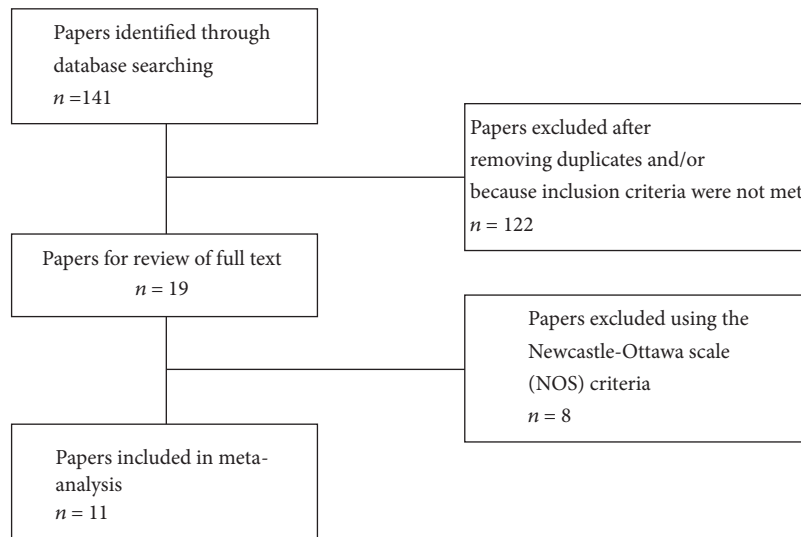 Papers identified through
database searching
n =141
Papers excluded after
removing duplicates and/or
because inclusion criteria were not met
n = 122
Papers for review of full text
n = 19
Papers excluded using the
Newcastle-Ottawa scale
(NOS) criteria
n = 8
Papers included in meta-
analysis
n = 11